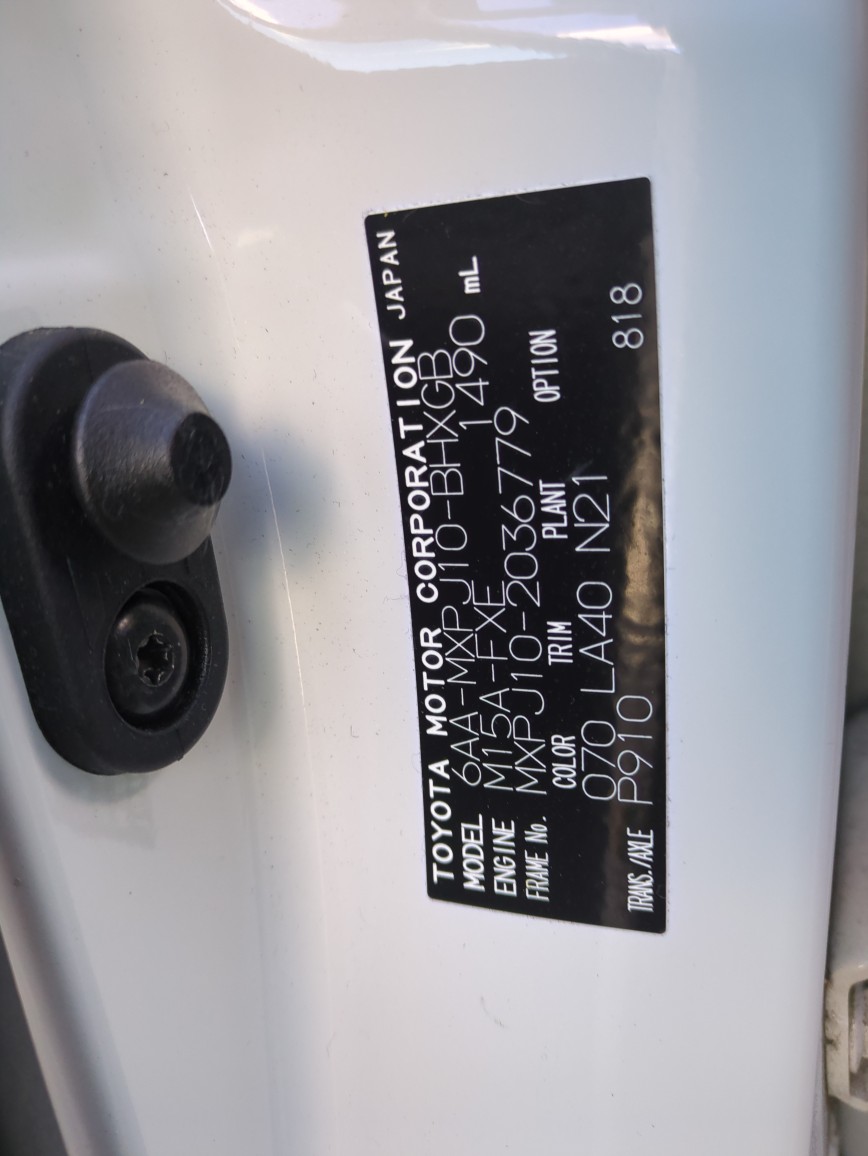 TOYOTA MOTOR CORPORATION JAPAN
MODEL 6AA-MXPJ10-BHXGB
ENGINE M15A-FXE 1490 mL
FRAME No. MXPJ10-2036779
COLOR TRIM PLANT OPTION
070 LA40 N21
TRANS./AXLE P910 818